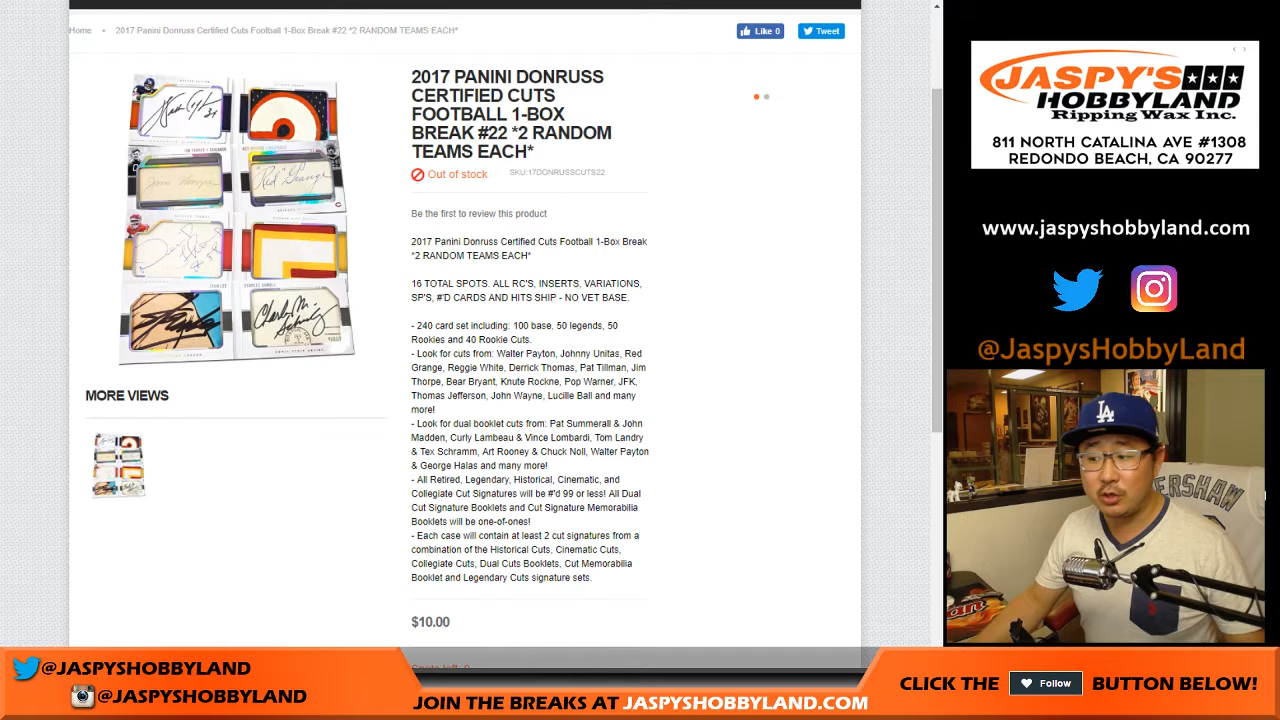 Home • 2017 Panini Donruss Certified Cuts Football 1-Box Break #22 *2 RANDOM TEAMS EACH*
Like 0
Tweet
2017 PANINI DONRUSS
CERTIFIED CUTS
FOOTBALL 1-BOX
BREAK #22 *2 RANDOM
TEAMS EACH*
Out of stock
SKU:17DONRUSSCUTS22
Be the first to review this product
2017 Panini Donruss Certified Cuts Football 1-Box Break
*2 RANDOM TEAMS EACH*
16 TOTAL SPOTS. ALL RC'S, INSERTS, VARIATIONS,
SP'S, #'D CARDS AND HITS SHIP - NO VET BASE.
- 240 card set including: 100 base, 50 legends, 50
Rookies and 40 Rookie Cuts.
- Look for cuts from: Walter Payton, Johnny Unitas, Red
Grange, Reggie White, Derrick Thomas, Pat Tillman, Jim
Thorpe, Bear Bryant, Knute Rockne, Pop Warner, JFK,
Thomas Jefferson, John Wayne, Lucille Ball and many
more!
- Look for dual booklet cuts from: Pat Summerall & John
Madden, Curly Lambeau & Vince Lombardi, Tom Landry
& Tex Schramm, Art Rooney & Chuck Noll, Walter Payton
& George Halas and many more!
- All Retired, Legendary, Historical, Cinematic, and
Collegiate Cut Signatures will be #'d 99 or less! All Dual
Cut Signature Booklets and Cut Signature Memorabilia
Booklets will be one-of-ones!
- Each case will contain at least 2 cut signatures from a
combination of the Historical Cuts, Cinematic Cuts,
Collegiate Cuts, Dual Cuts Booklets, Cut Memorabilia
Booklet and Legendary Cuts signature sets.
$10.00
Spots left: 0
MORE VIEWS
JASPY'S
HOBBYLAND
Ripping Wax Inc.
811 NORTH CATALINA AVE #1308
REDONDO BEACH, CA 90277
www.jaspyshobbyland.com
@JaspysHobbyLand
LA
ERSHAW
@JASPYSHOBBYLAND
@JASPYSHOBBYLAND
JOIN THE BREAKS AT JASPYSHOBBYLAND.COM
CLICK THE Follow BUTTON BELOW!